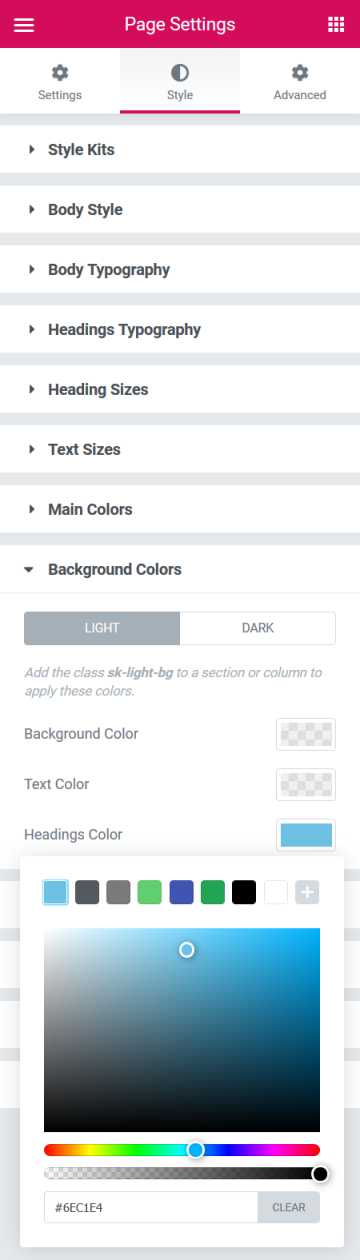 Page Settings
Settings
Style
Advanced
Style Kits
Body Style
Body Typography
Headings Typography
Heading Sizes
Text Sizes
Main Colors
Background Colors
LIGHT
DARK
Add the class sk-light-bg to a section or column to
apply these colors.
Background Color
Text Color
Headings Color
#6EC1E4
CLEAR